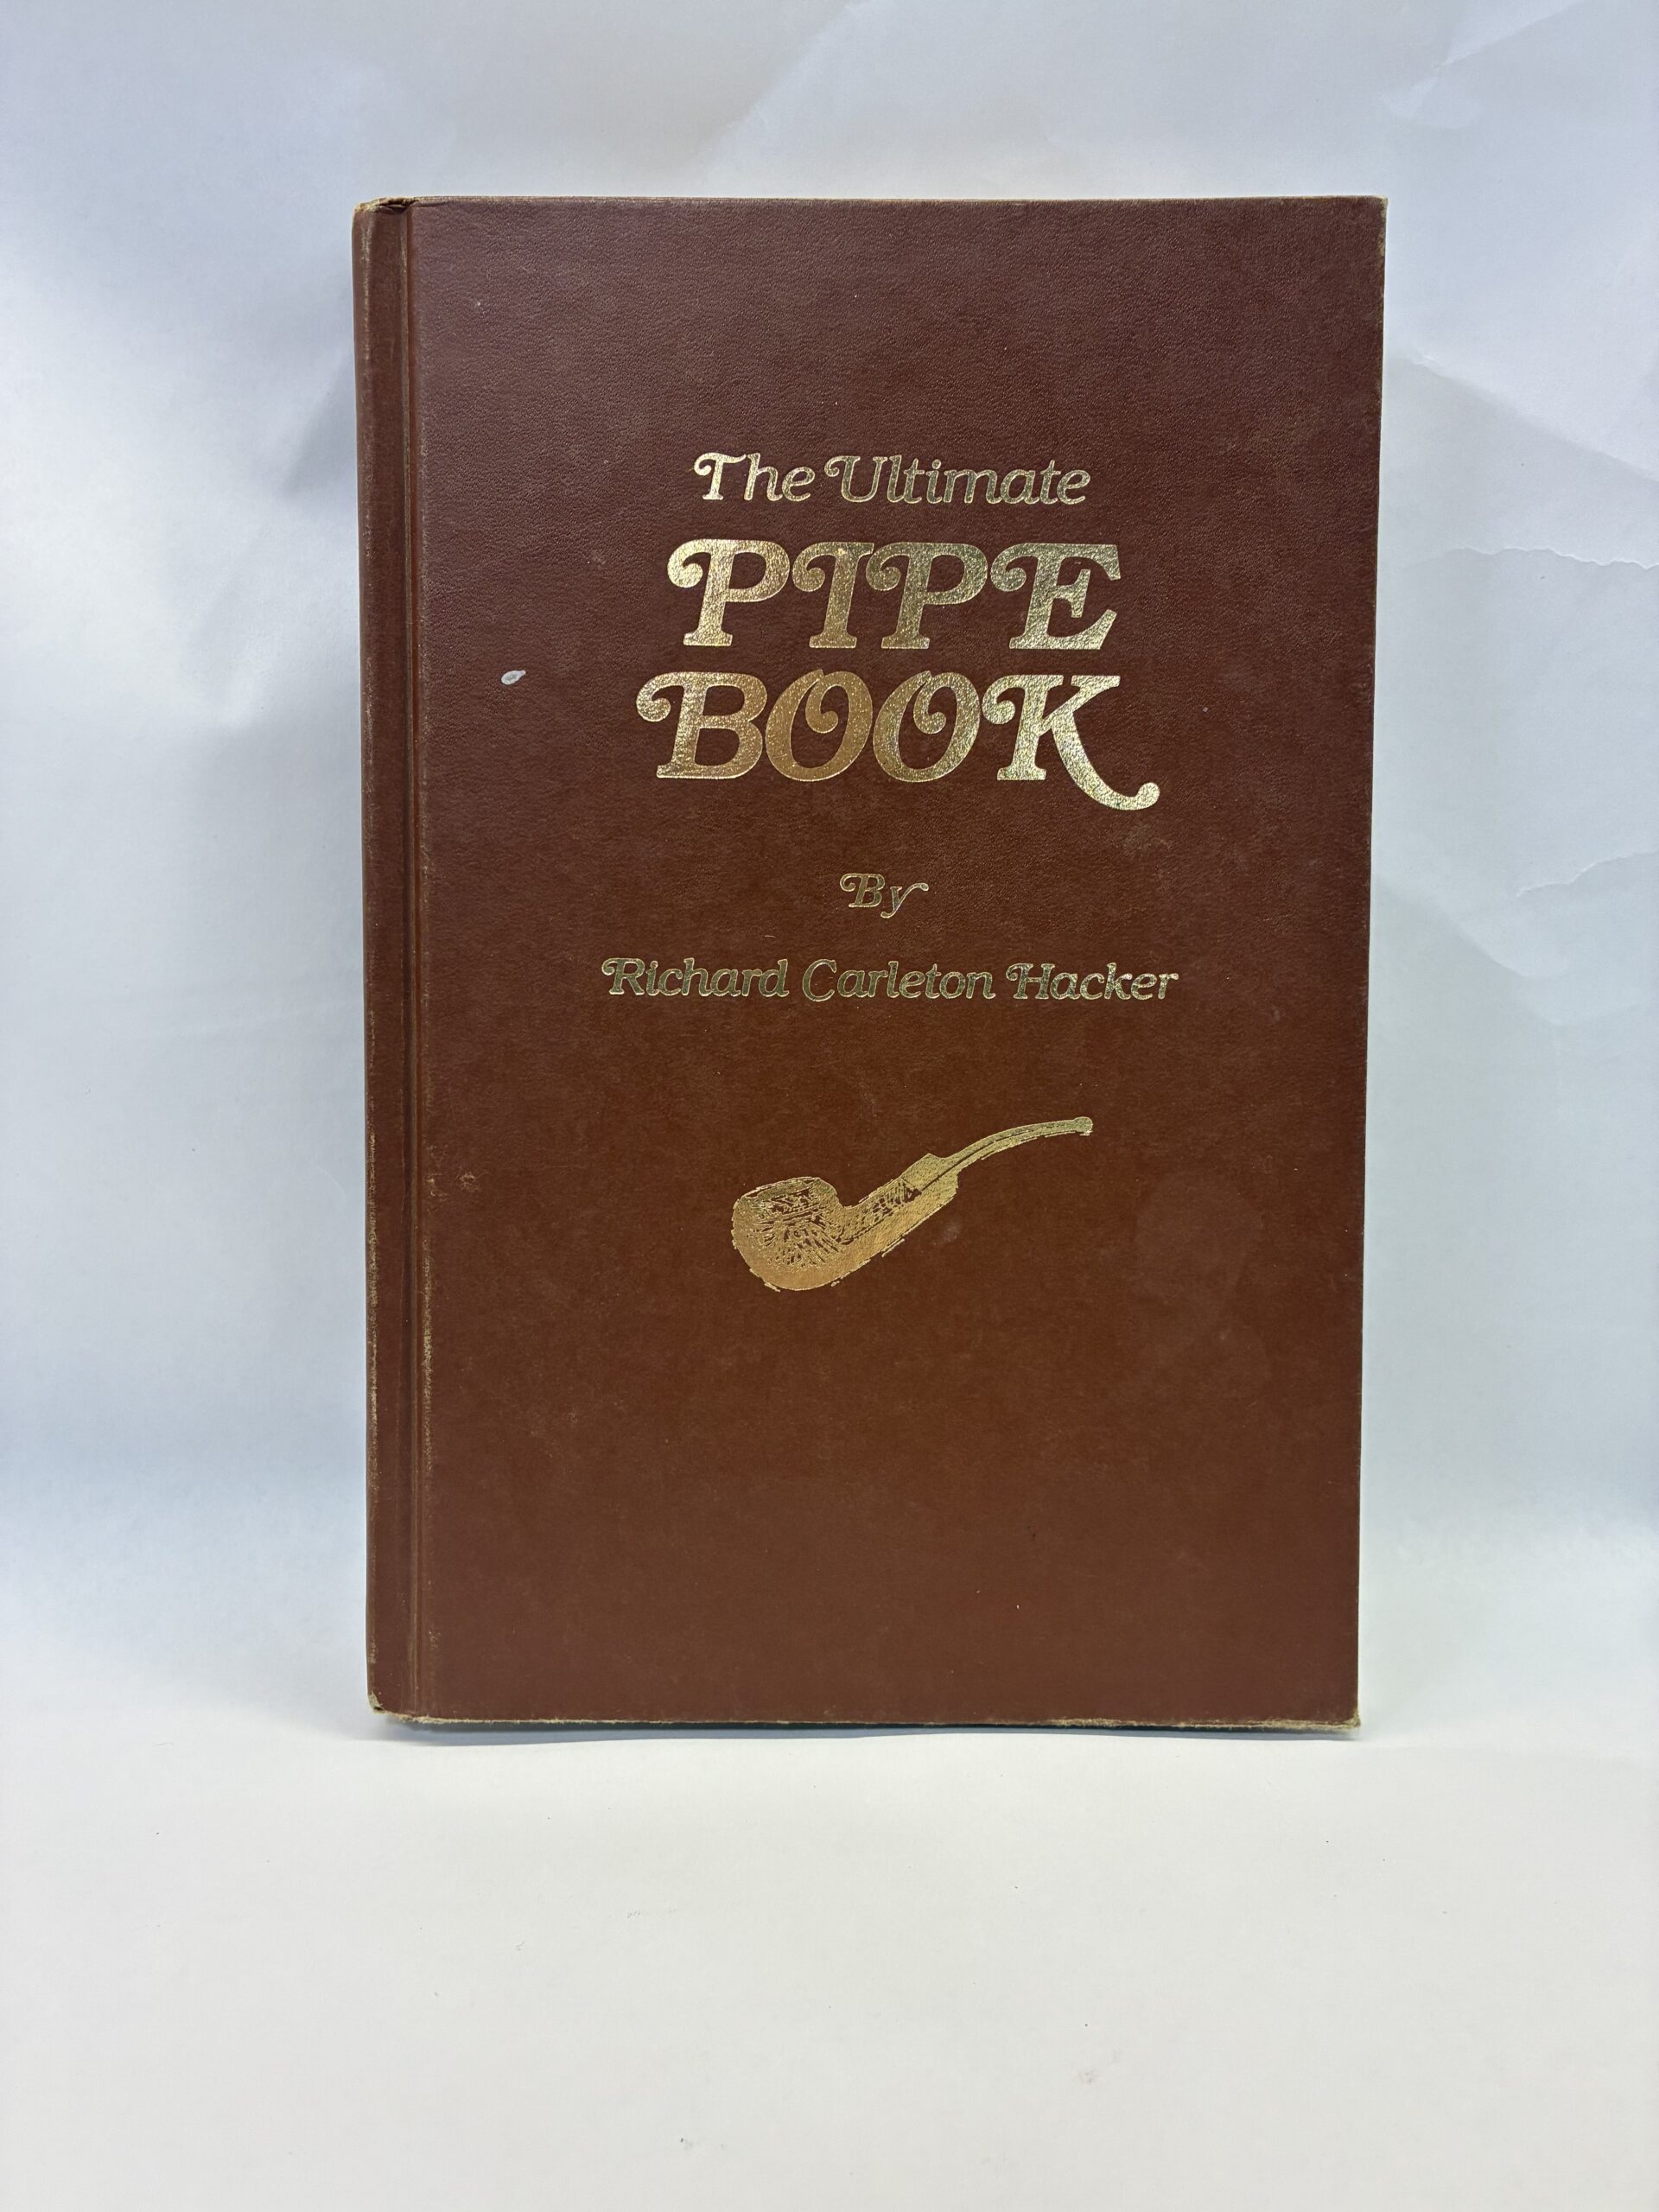 The Ultimate
PIPE
BOOK
By
Richard Carleton Hacker